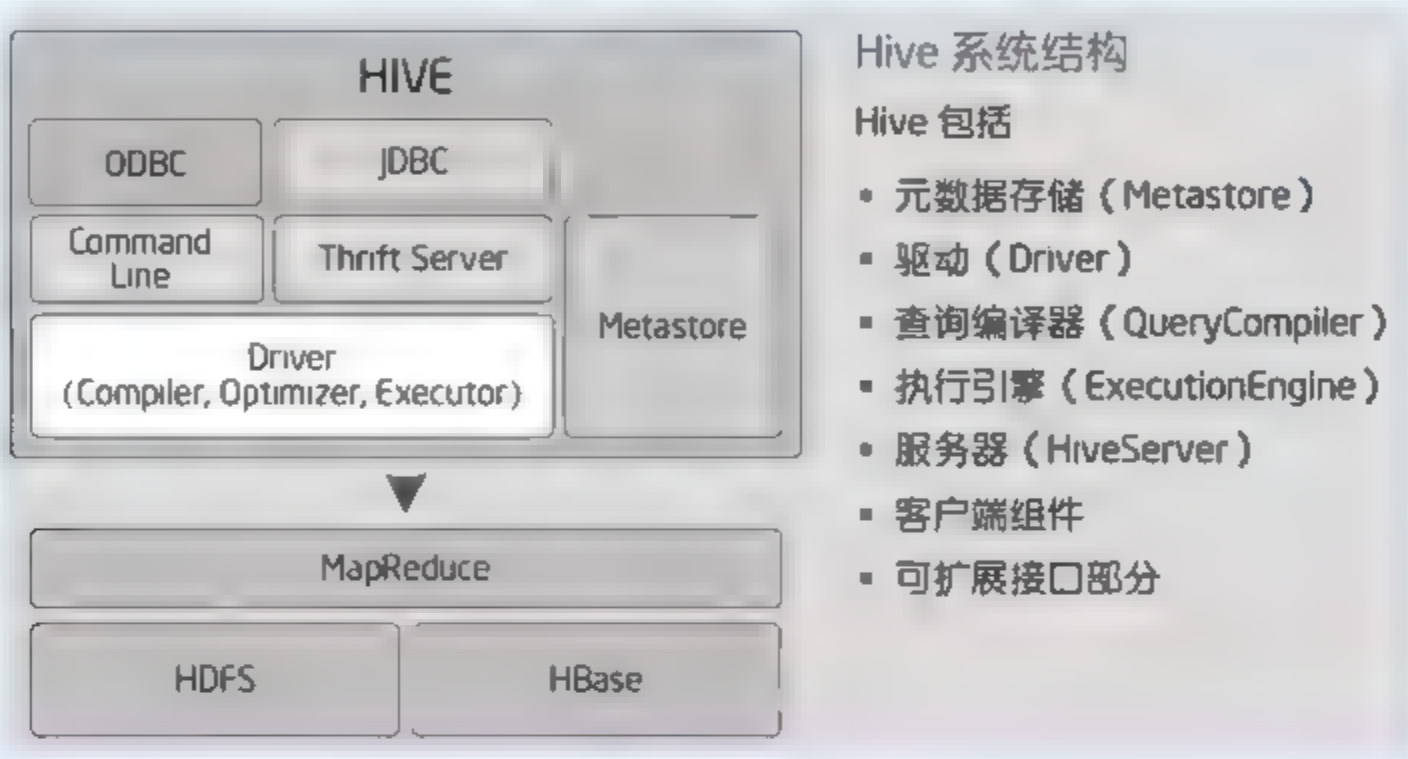 HIVE
ODBC
JDBC
Command
Line
Thrift Server
Metastore
Driver
(Compiler, Optimizer, Executor)
MapReduce
HDFS
HBase
Hive 系统结构
Hive 包括
▪ 元数据存储（Metastore）
▪ 驱动（Driver）
▪ 查询编译器（QueryCompiler）
▪ 执行引擎（ExecutionEngine）
▪ 服务器（HiveServer）
▪ 客户端组件
▪ 可扩展接口部分